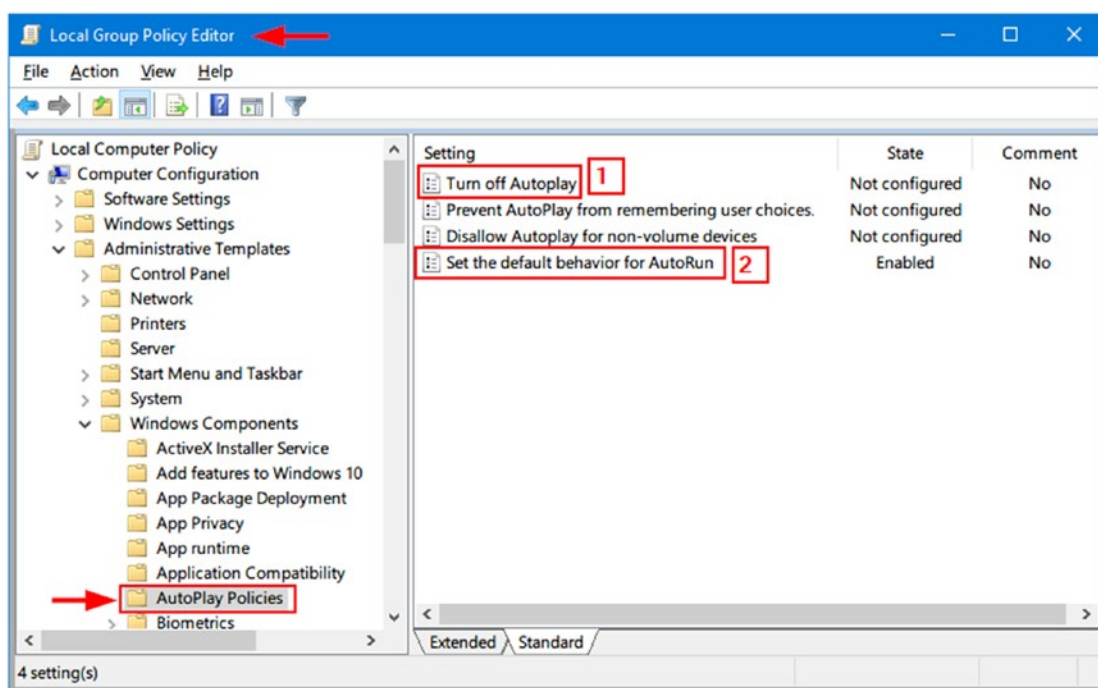 Local Group Policy Editor
File Action View Help
Local Computer Policy
Computer Configuration
Software Settings
Windows Settings
Administrative Templates
Control Panel
Network
Printers
Server
Start Menu and Taskbar
System
Windows Components
ActiveX Installer Service
Add features to Windows 10
App Package Deployment
App Privacy
App runtime
Application Compatibility
AutoPlay Policies
Biometrics
Setting State Comment
Turn off Autoplay 1 Not configured No
Prevent AutoPlay from remembering user choices. Not configured No
Disallow Autoplay for non-volume devices Not configured No
Set the default behavior for AutoRun 2 Enabled No
Extended Standard
4 setting(s)